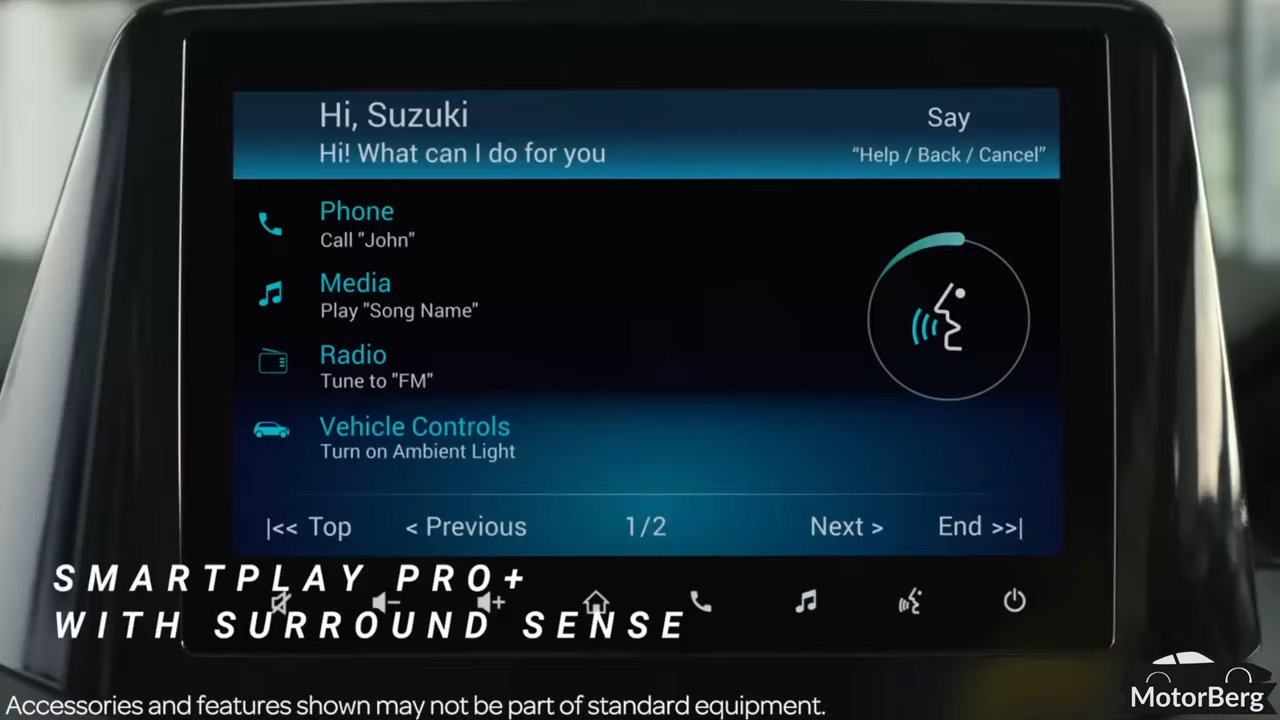 Hi, Suzuki
Say
Hi! What can I do for you
“Help / Back / Cancel”
Phone
Call "John"
Media
Play "Song Name"
Radio
Tune to "FM"
Vehicle Controls
Turn on Ambient Light
|<< Top < Previous 1/2 Next > End >>|
SMARTPLAY PRO+
WITH SURROUND SENSE
MotorBerg
Accessories and features shown may not be part of standard equipment.